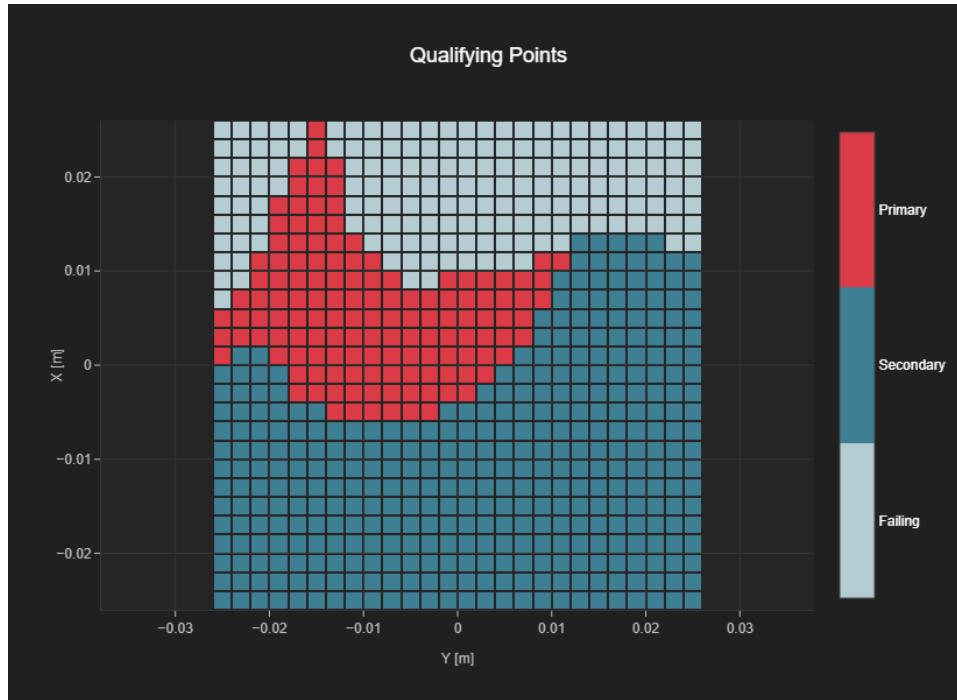 Qualifying Points
0.02
0.01
0
−0.01
−0.02
X [m]
−0.03
−0.02
−0.01
0
0.01
0.02
0.03
Y [m]
Primary
Secondary
Failing